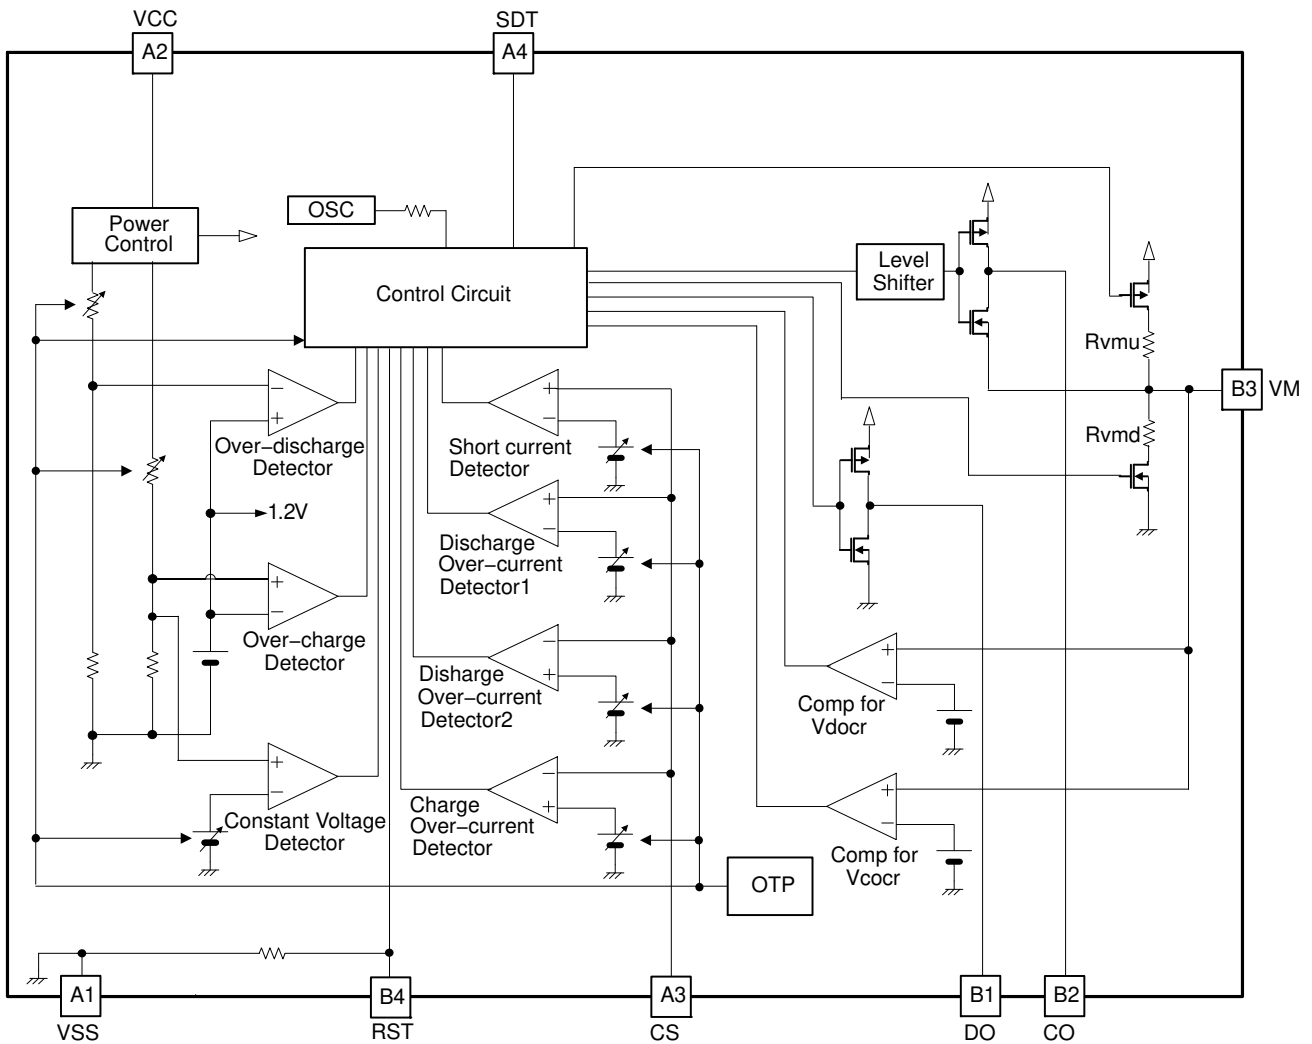 VCC
SDT
A2
A4
Power
Control
OSC
Control Circuit
Level
Shifter
Rvmu
B3 VM
Rvmd
−
+
Over−discharge
Detector
1.2V
+
−
Over−charge
Detector
+
−
Constant Voltage
Detector
+
−
Short current
Detector
+
−
Discharge
Over−current
Detector1
−
+
Disharge
Over−current
Detector2
−
+
Charge
Over−current
Detector
+
−
Comp for
Vdocr
+
−
Comp for
Vcocr
OTP
A1
B4
A3
B1
B2
VSS
RST
CS
DO
CO